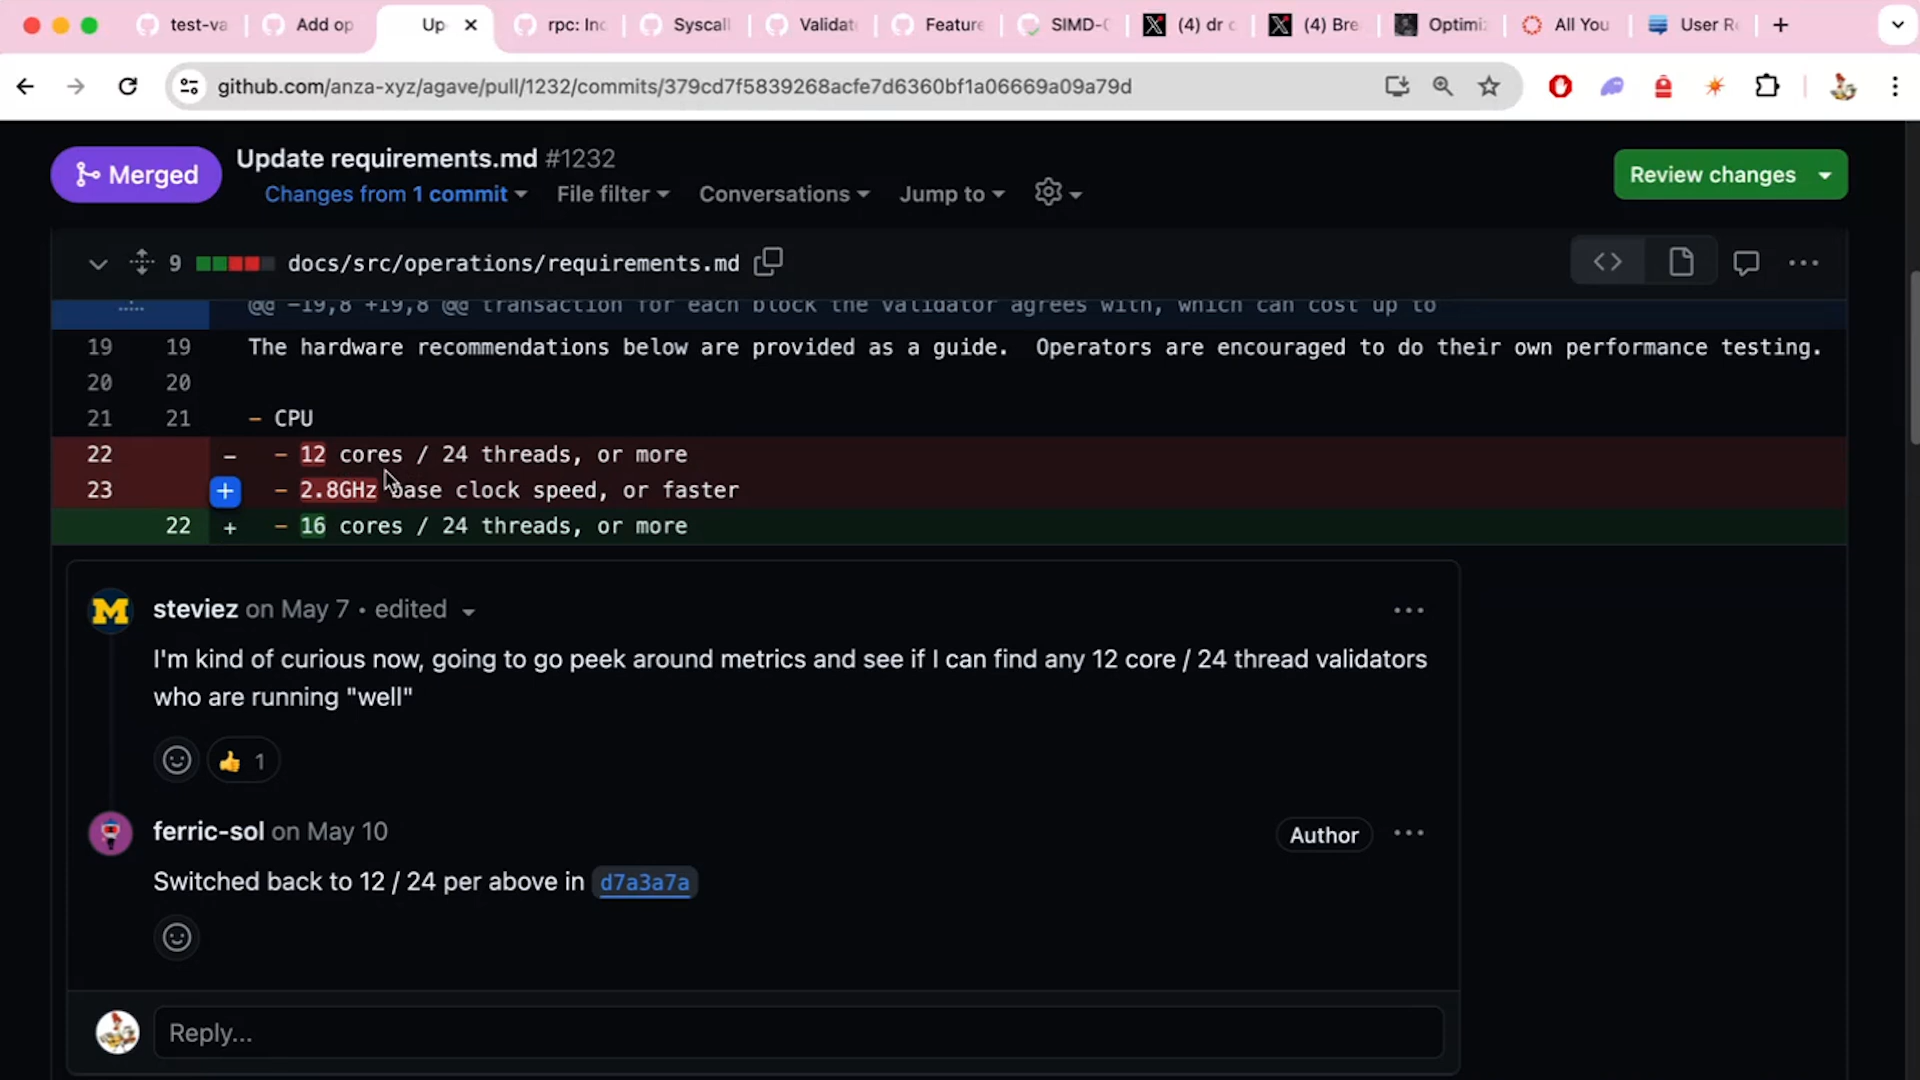 test-va
Add op
Up
rpc: Inc
Syscall
Validat
Feature
SIMD-0
(4) dr c
(4) Bre
Optimi
All You
User Re
github.com/anza-xyz/agave/pull/1232/commits/379cd7f5839268acfe7d6360bf1a06669a09a79d
Merged
Update requirements.md #1232
Changes from 1 commit
File filter
Conversations
Jump to
Review changes
9 docs/src/operations/requirements.md
@@ -19,8 +19,8 @@ transaction for each block the validator agrees with, which can cost up to
19 19 The hardware recommendations below are provided as a guide. Operators are encouraged to do their own performance testing.
20 20
21 21 - CPU
22 - - 12 cores / 24 threads, or more
23 + - 2.8GHz base clock speed, or faster
22 + - 16 cores / 24 threads, or more
steviez on May 7 • edited
I'm kind of curious now, going to go peek around metrics and see if I can find any 12 core / 24 thread validators
who are running "well"
👍 1
ferric-sol on May 10
Author
Switched back to 12 / 24 per above in d7a3a7a
Reply...